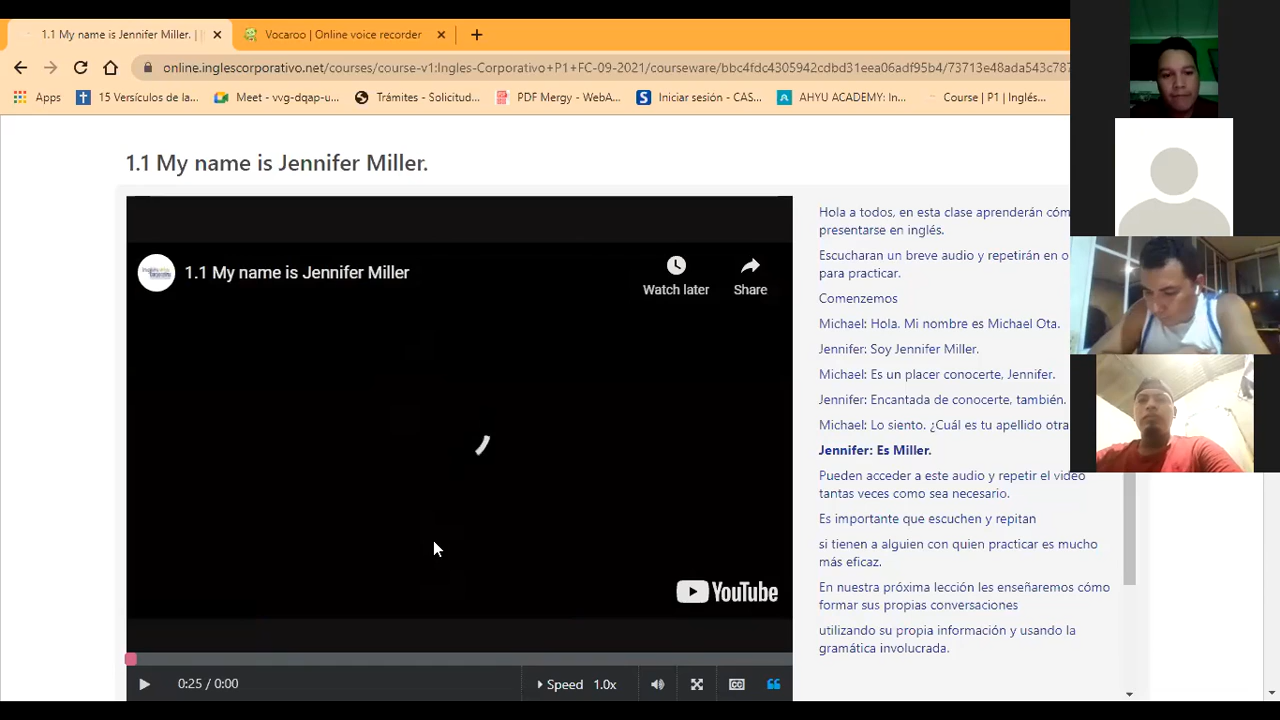 1.1 My name is Jennifer Miller. |
Vocaroo | Online voice recorder
online.inglescorporativo.net/courses/course-v1:Ingles-Corporativo+P1+FC-09-2021/courseware/bbc4fdc4305942cdbd31eea06adf95b4/73713e48ada543c787
Apps
15 Versículos de la...
Meet - vvg-dqap-u...
Trámites - Solicitud...
PDF Mergy - WebA...
Iniciar sesión - CAS...
AHYU ACADEMY: In...
Course | P1 | Inglés...
1.1 My name is Jennifer Miller.
1.1 My name is Jennifer Miller
Watch later
Share
YouTube
0:25 / 0:00
Speed 1.0x
Hola a todos, en esta clase aprenderán cóm
presentarse en inglés.
Escucharan un breve audio y repetirán en o
para practicar.
Comenzemos
Michael: Hola. Mi nombre es Michael Ota.
Jennifer: Soy Jennifer Miller.
Michael: Es un placer conocerte, Jennifer.
Jennifer: Encantada de conocerte, también.
Michael: Lo siento. ¿Cuál es tu apellido otra
Jennifer: Es Miller.
Pueden acceder a este audio y repetir el video
tantas veces como sea necesario.
Es importante que escuchen y repitan
si tienen a alguien con quien practicar es mucho
más eficaz.
En nuestra próxima lección les enseñaremos cómo
formar sus propias conversaciones
utilizando su propia información y usando la
gramática involucrada.